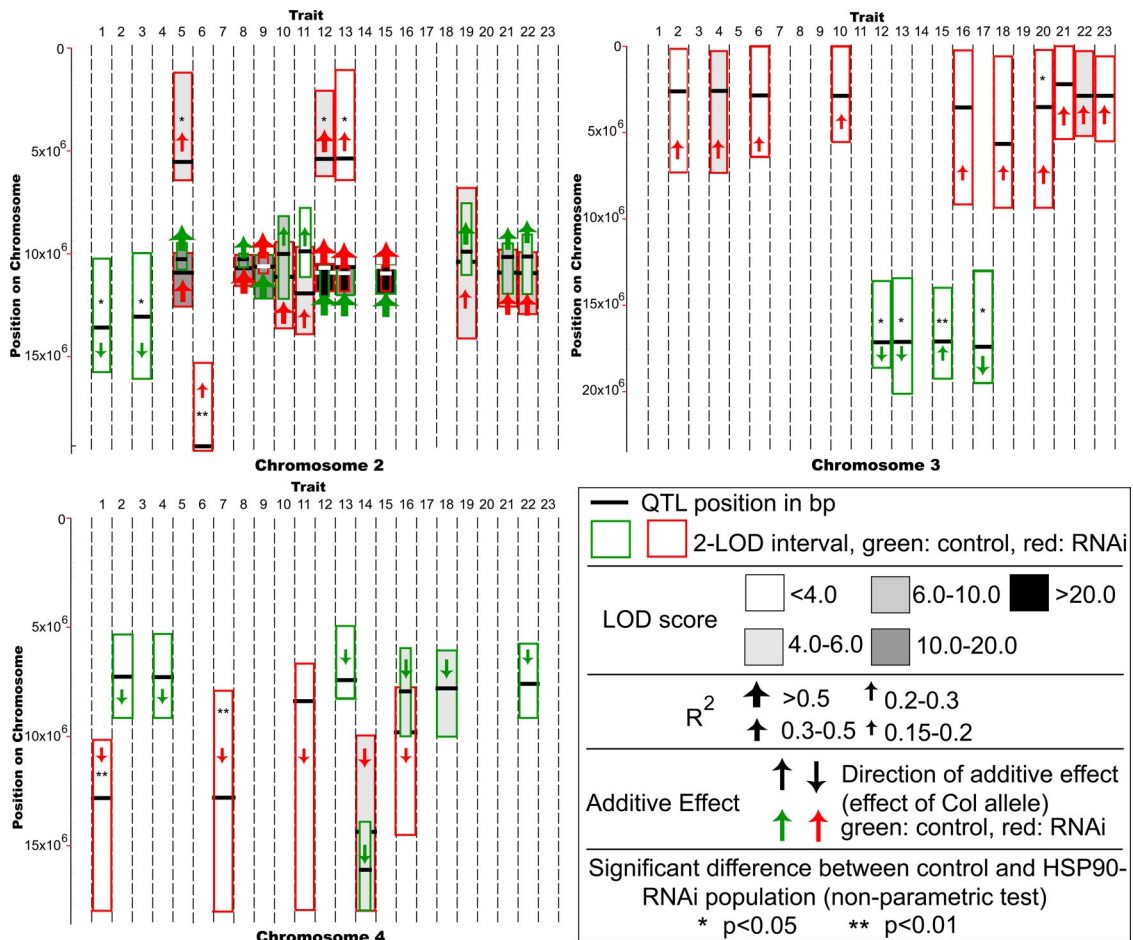 Trait
1 2 3 4 5 6 7 8 9 10 11 12 13 14 15 16 17 18 19 20 21 22 23
0
5x10⁶
10x10⁶
15x10⁶
Position on Chromosome
* * * * * * **
Chromosome 2
Trait
1 2 3 4 5 6 7 8 9 10 11 12 13 14 15 16 17 18 19 20 21 22 23
0
5x10⁶
10x10⁶
15x10⁶
20x10⁶
Position on Chromosome
* * * ** *
Chromosome 3
Trait
1 2 3 4 5 6 7 8 9 10 11 13 14 15 16 17 18 19 20 22 23
0
5x10⁶
10x10⁶
15x10⁶
Position on Chromosome
** **
Chromosome 4
QTL position in bp
2-LOD interval, green: control, red: RNAi
LOD score
<4.0 6.0-10.0 >20.0
4.0-6.0 10.0-20.0
R²
>0.5 0.2-0.3
0.3-0.5 0.15-0.2
Additive Effect
Direction of additive effect
(effect of Col allele)
green: control, red: RNAi
Significant difference between control and HSP90-
RNAi population (non-parametric test)
* p<0.05 ** p<0.01